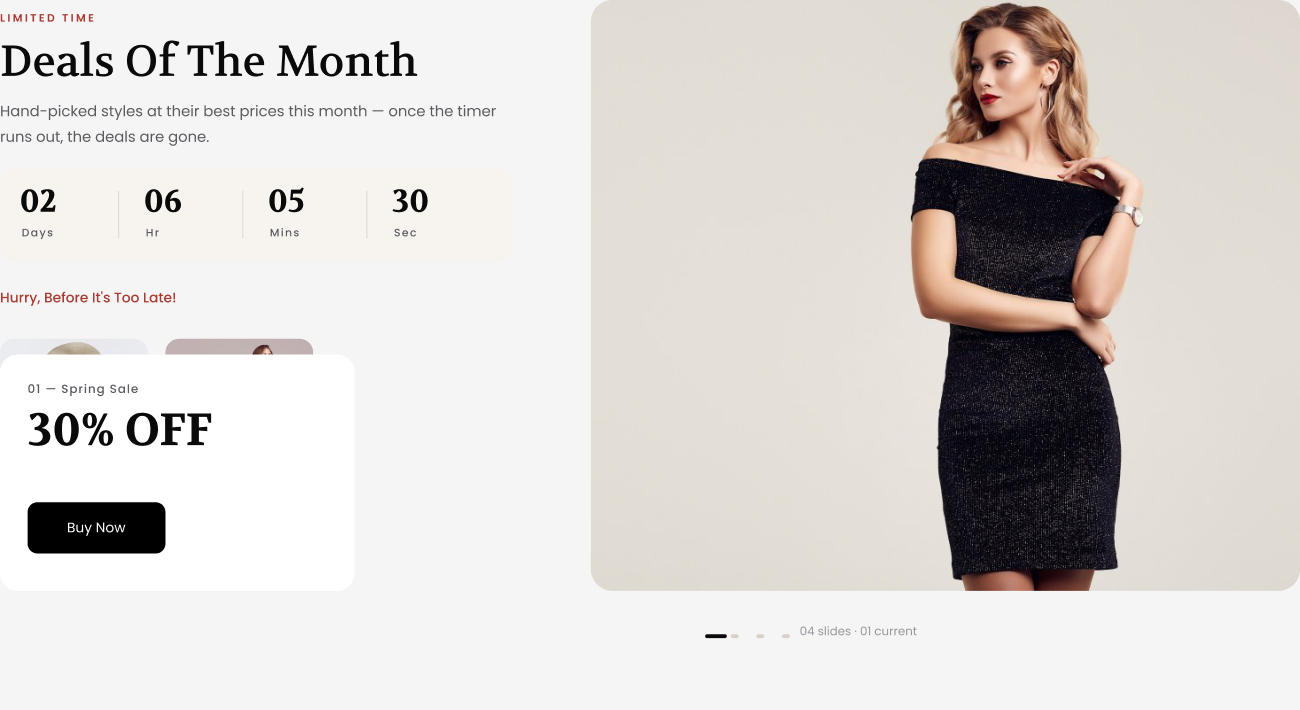 LIMITED TIME
Deals Of The Month
Hand-picked styles at their best prices this month — once the timer
runs out, the deals are gone.
02
Days
06
Hr
05
Mins
30
Sec
Hurry, Before It's Too Late!
01 — Spring Sale
30% OFF
Buy Now
04 slides · 01 current